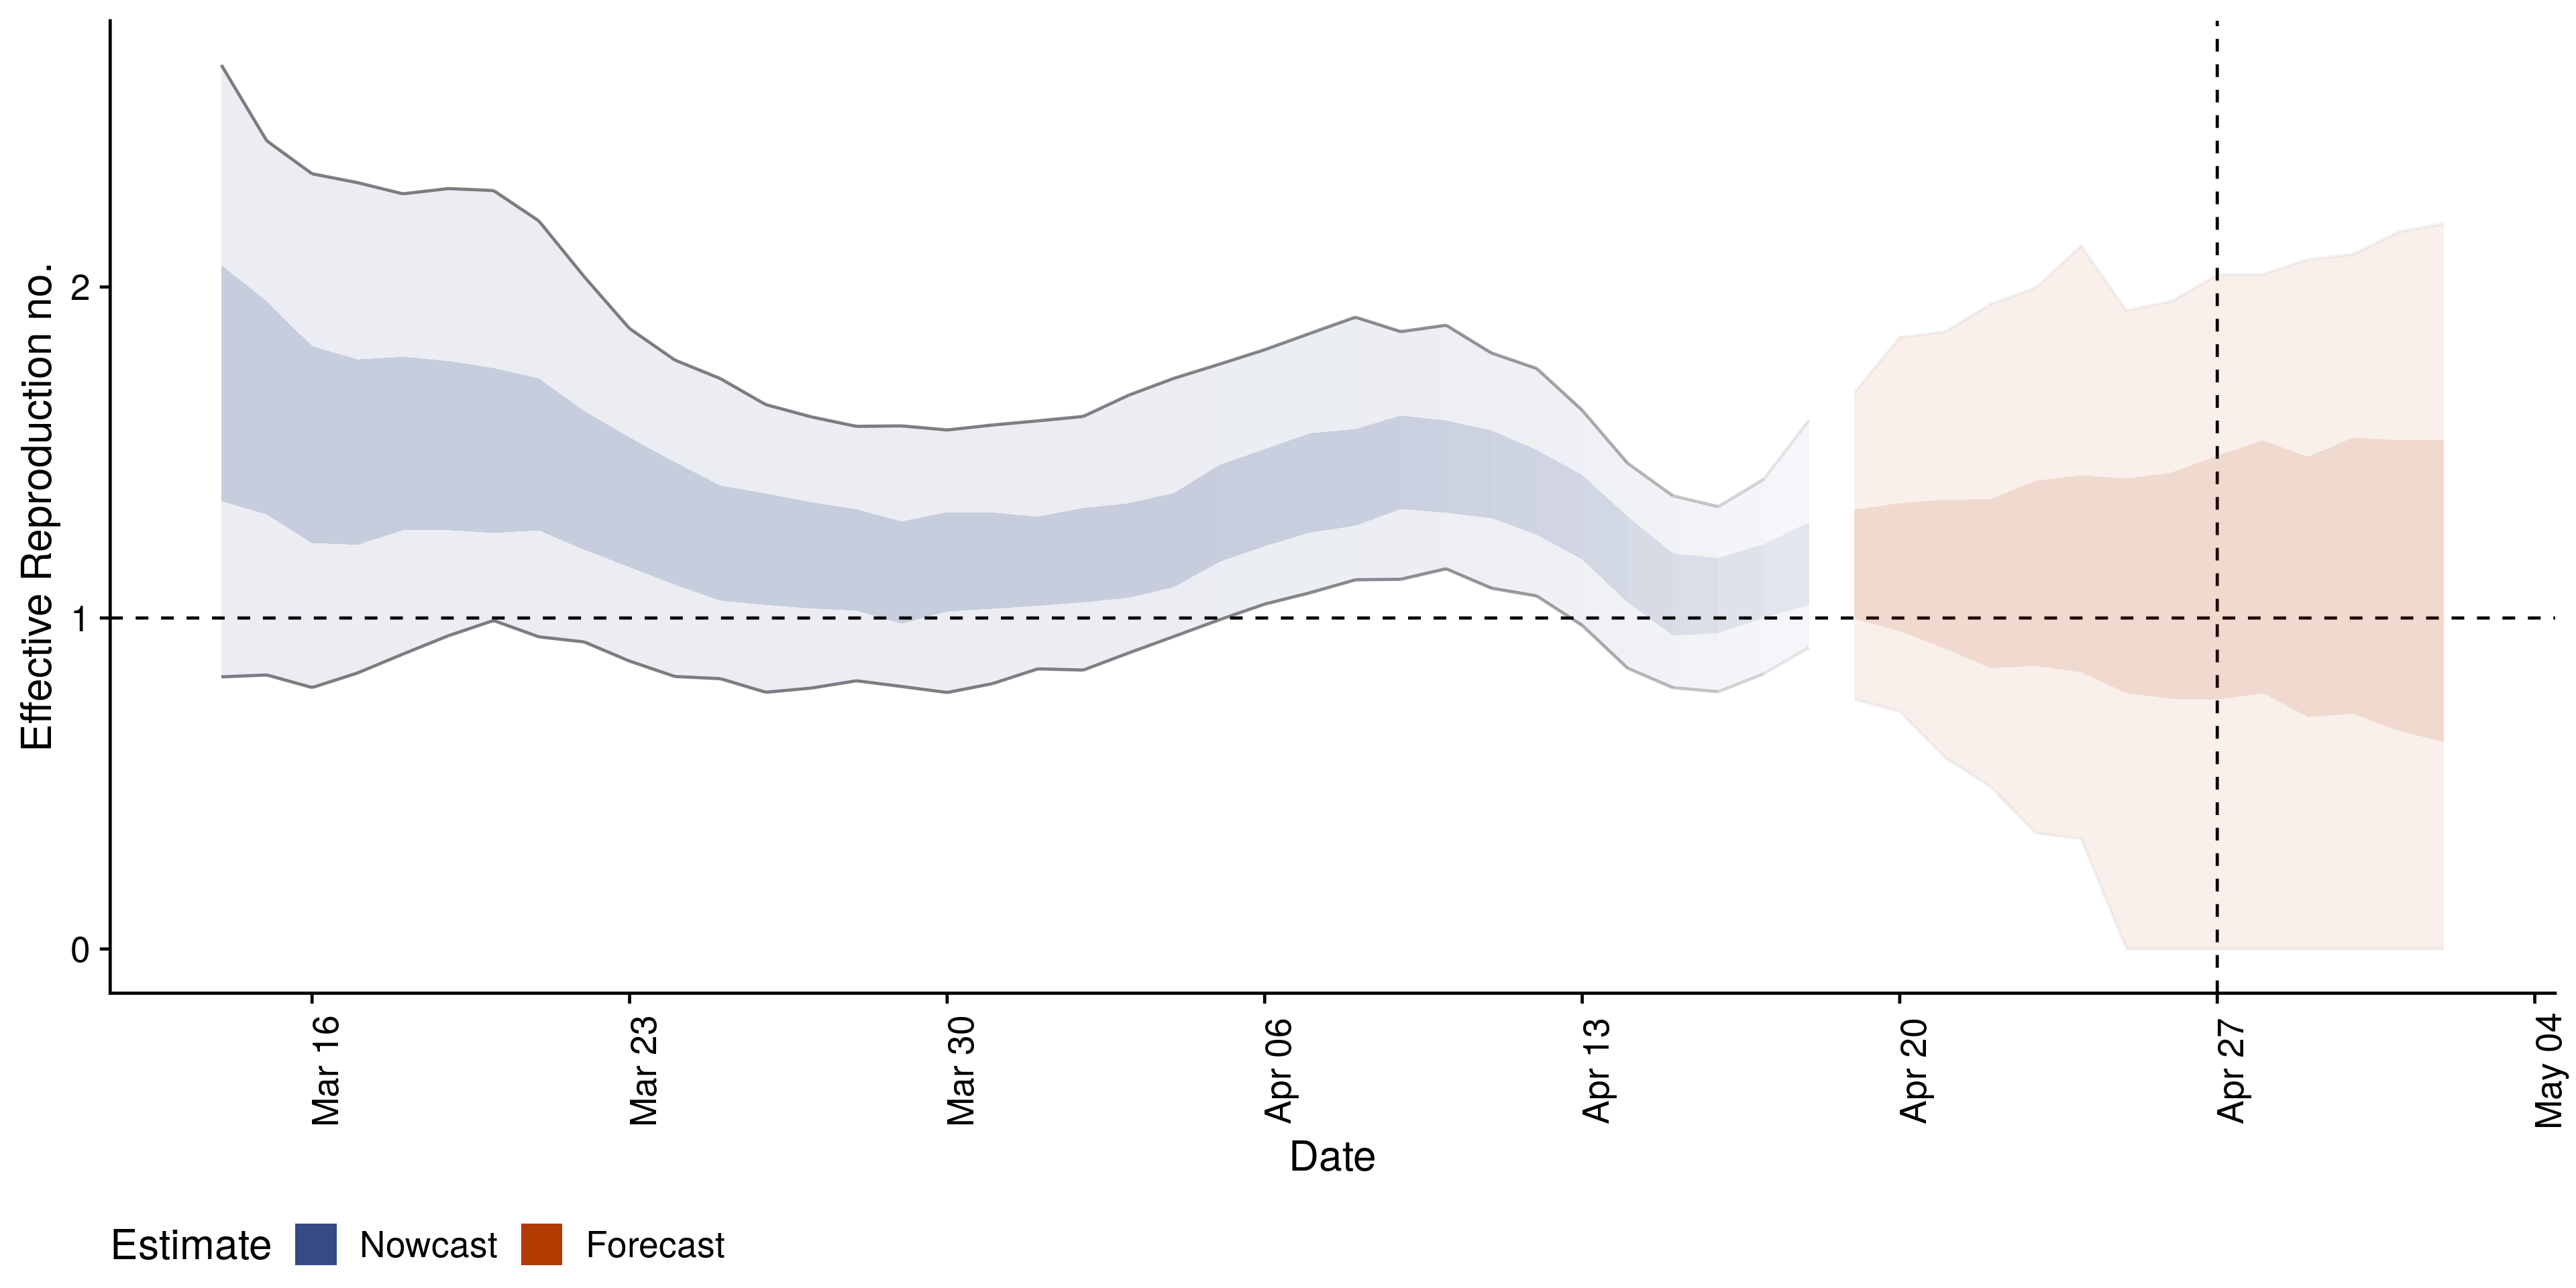 Effective Reproduction no.
2
1
0
Mar 16
Mar 23
Mar 30
Apr 06
Apr 13
Apr 20
Apr 27
May 04
Date
Estimate Nowcast Forecast